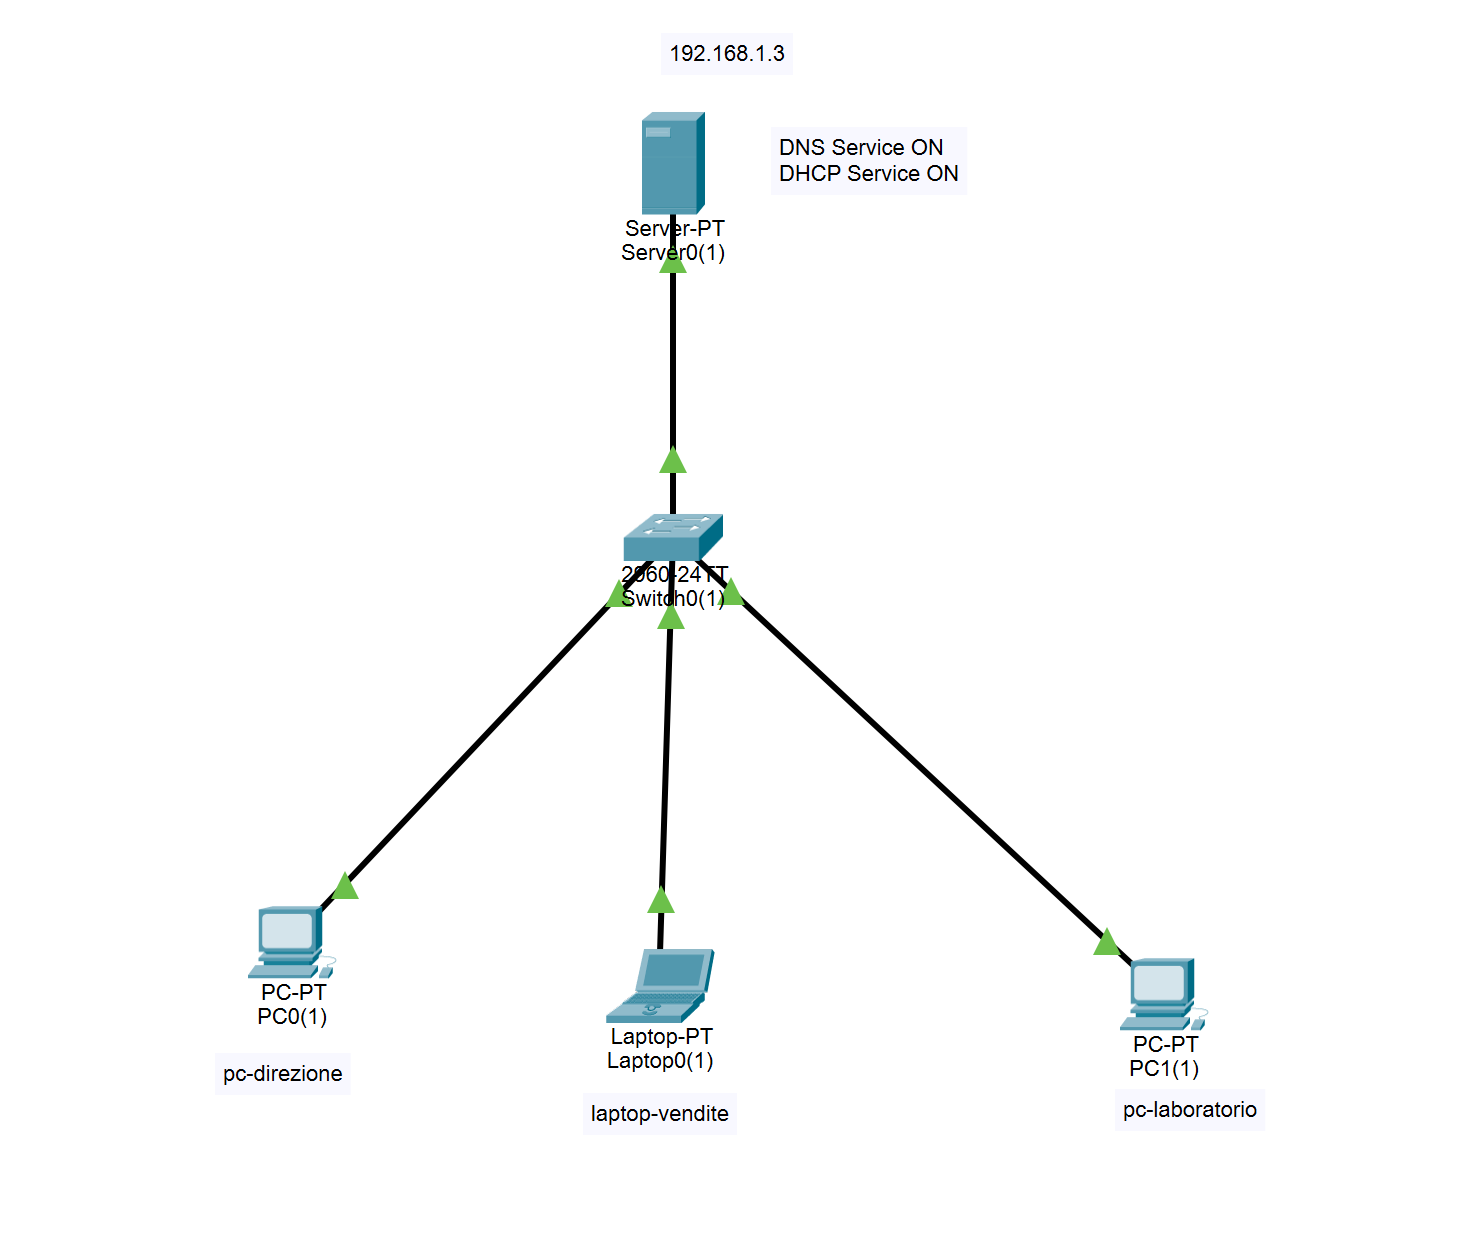 192.168.1.3
DNS Service ON
DHCP Service ON
Server-PT
Server0(1)
2960-24TT
Switch0(1)
PC-PT
PC0(1)
pc-direzione
Laptop-PT
Laptop0(1)
laptop-vendite
PC-PT
PC1(1)
pc-laboratorio